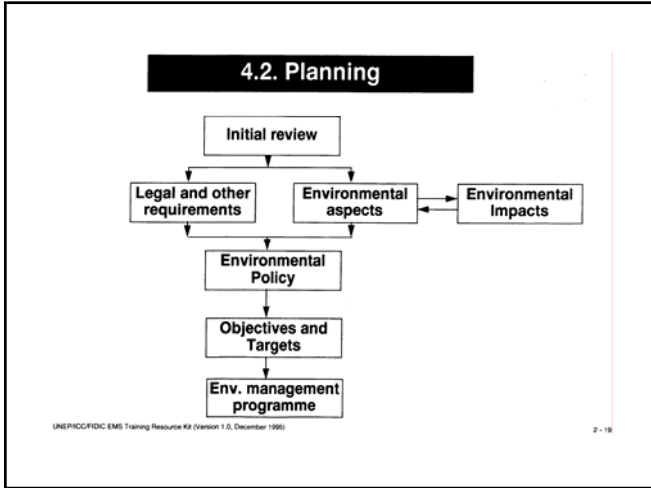 4.2. Planning
Initial review
Legal and other
requirements
Environmental
aspects
Environmental
Impacts
Environmental
Policy
Objectives and
Targets
Env. management
programme
UNEP/ICC/FIDIC EMS Training Resource Kit (Version 1.0, December 1995)
2 - 19